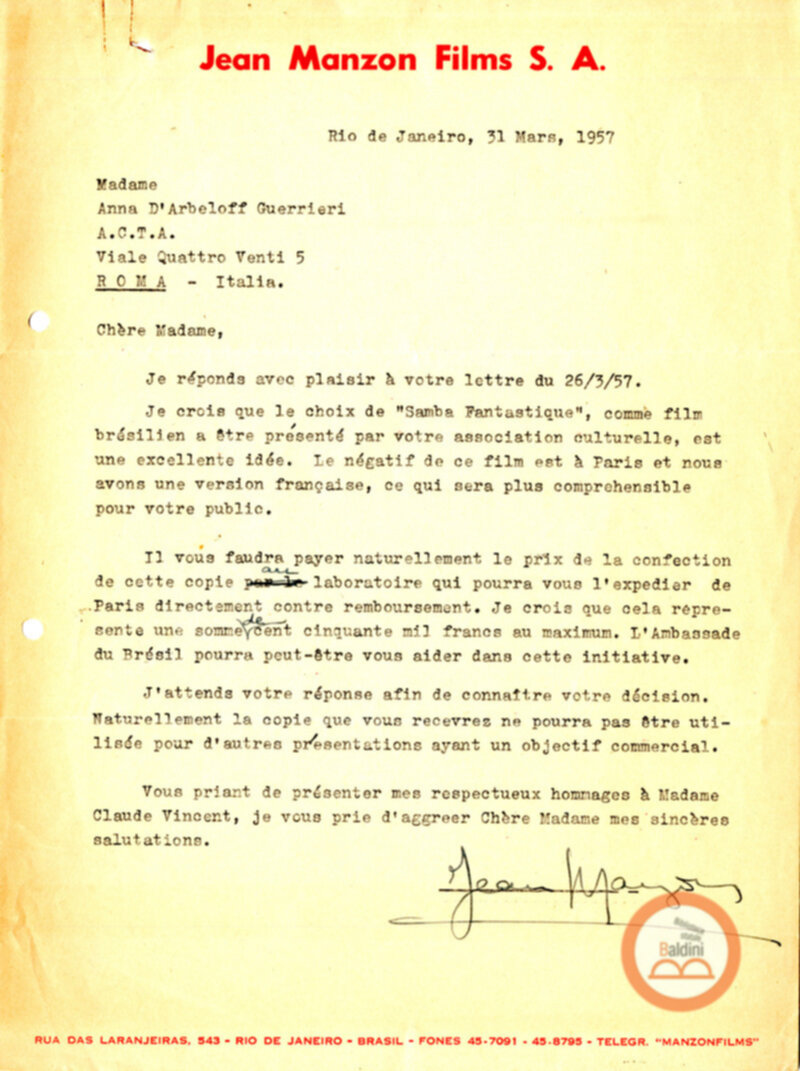 Jean Manzon Films S. A.
Rio de Janeiro, 31 Mars, 1957
Madame
Anna D'Arbeloff Guerrieri
A.C.T.A.
Viale Quattro Venti 5
R O M A - Italia.
Chère Madame,
Je réponds avec plaisir à votre lettre du 26/3/57.
Je crois que le choix de "Samba Fantastique", comme film
brésilien a être présenté par votre association culturelle, est
une excellente idée. Le négatif de ce film est à Paris et nous
avons une version française, ce qui sera plus comprehensible
pour votre public.
Il vous faudra payer naturellement le prix de la confection
de cette copie au laboratoire qui pourra vous l'expedier de
Paris directement contre remboursement. Je crois que cela repre-
sente une somme de cent cinquante mil francs au maximum. L'Ambassade
du Brésil pourra peut-être vous aider dans cette initiative.
J'attends votre réponse afin de connaître votre décision.
Naturellement la copie que vous recevrez ne pourra pas être uti-
lisée pour d'autres présentations ayant un objectif commercial.
Vous priant de présenter mes respectueux hommages à Madame
Claude Vincent, je vous prie d'aggreer Chère Madame mes sincères
salutations.
Jean Manzon
Baldini
RUA DAS LARANJEIRAS, 543 - RIO DE JANEIRO - BRASIL - FONES 45-7091 - 45-8795 - TELEGR. "MANZONFILMS"